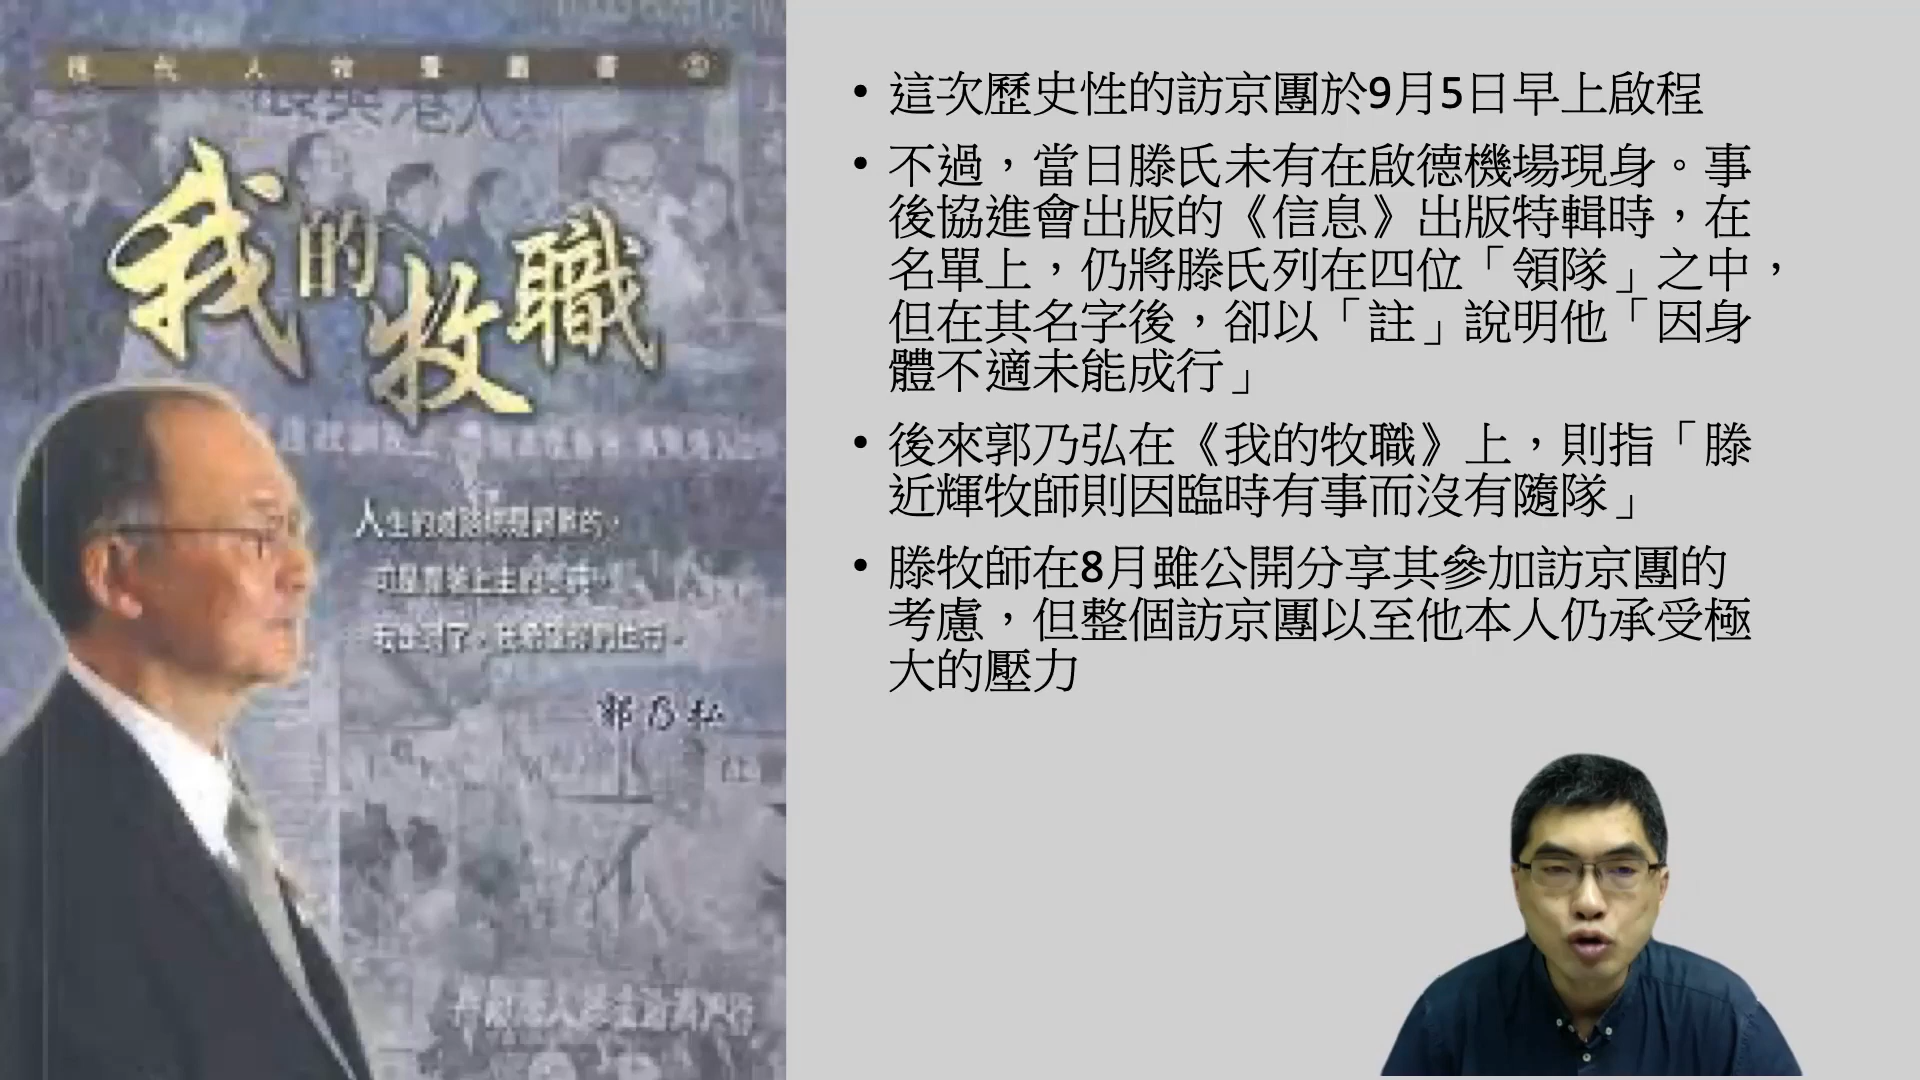 我的牧職
郭乃弘
• 這次歷史性的訪京團於9月5日早上啟程
• 不過，當日滕氏未有在啟德機場現身。事
後協進會出版的《信息》出版特輯時，在
名單上，仍將滕氏列在四位「領隊」之中，
但在其名字後，卻以「註」說明他「因身
體不適未能成行」
• 後來郭乃弘在《我的牧職》上，則指「滕
近輝牧師則因臨時有事而沒有隨隊」
• 滕牧師在8月雖公開分享其參加訪京團的
考慮，但整個訪京團以至他本人仍承受極
大的壓力